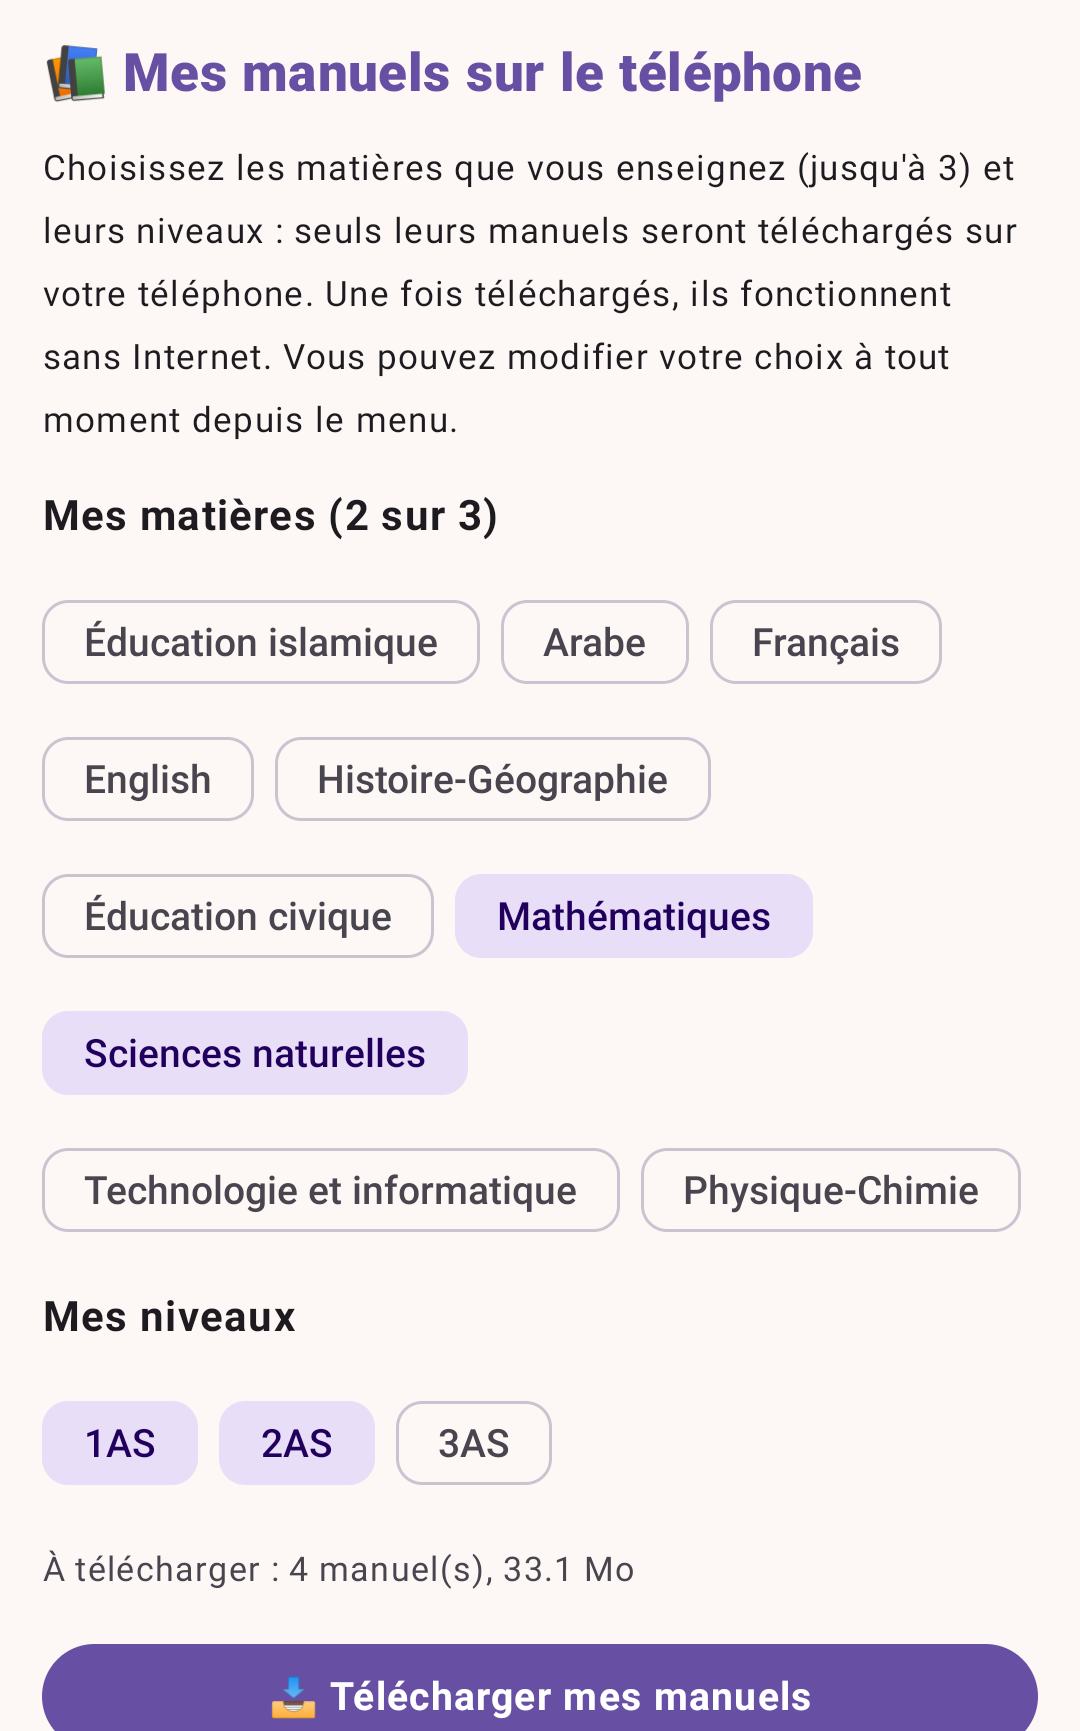 Mes manuels sur le téléphone
Choisissez les matières que vous enseignez (jusqu'à 3) et
leurs niveaux : seuls leurs manuels seront téléchargés sur
votre téléphone. Une fois téléchargés, ils fonctionnent
sans Internet. Vous pouvez modifier votre choix à tout
moment depuis le menu.
Mes matières (2 sur 3)
Éducation islamique Arabe Français
English Histoire-Géographie
Éducation civique Mathématiques
Sciences naturelles
Technologie et informatique Physique-Chimie
Mes niveaux
1AS 2AS 3AS
À télécharger : 4 manuel(s), 33.1 Mo
Télécharger mes manuels